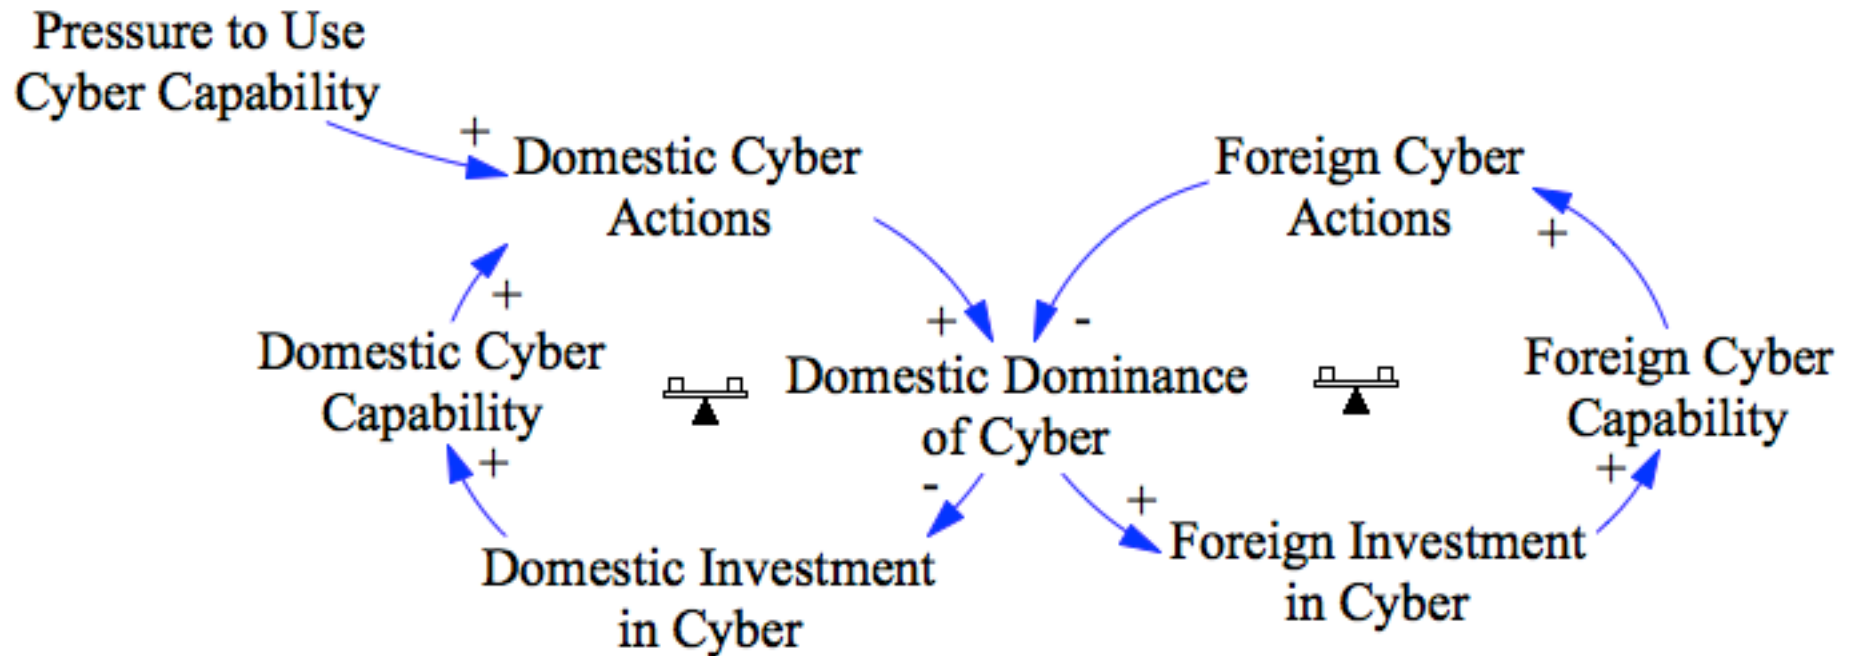 Pressure to Use
Cyber Capability
+
Domestic Cyber
Actions
Foreign Cyber
Actions
+
+
+
-
Domestic Cyber
Capability
Domestic Dominance
of Cyber
Foreign Cyber
Capability
+
-
+
+
Domestic Investment
in Cyber
Foreign Investment
in Cyber